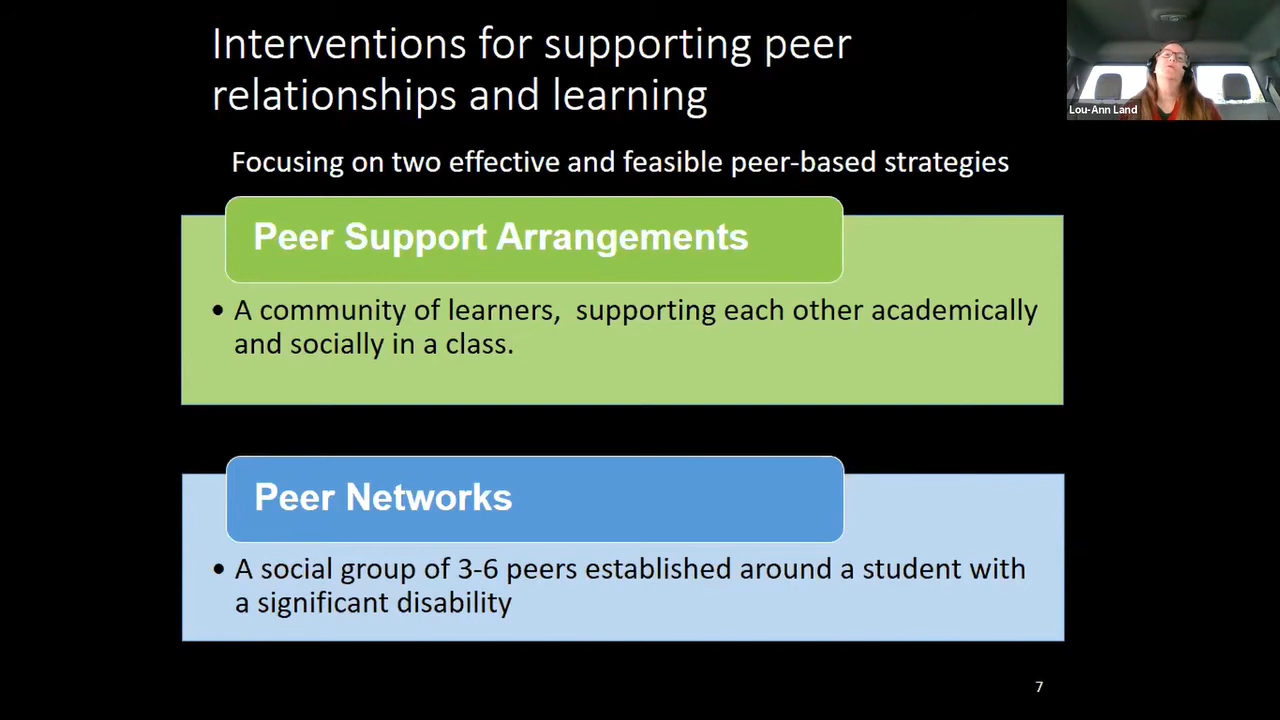 Interventions for supporting peer
relationships and learning
Lou-Ann Land
Focusing on two effective and feasible peer-based strategies
Peer Support Arrangements
• A community of learners,  supporting each other academically
and socially in a class.
Peer Networks
• A social group of 3-6 peers established around a student with
a significant disability
7